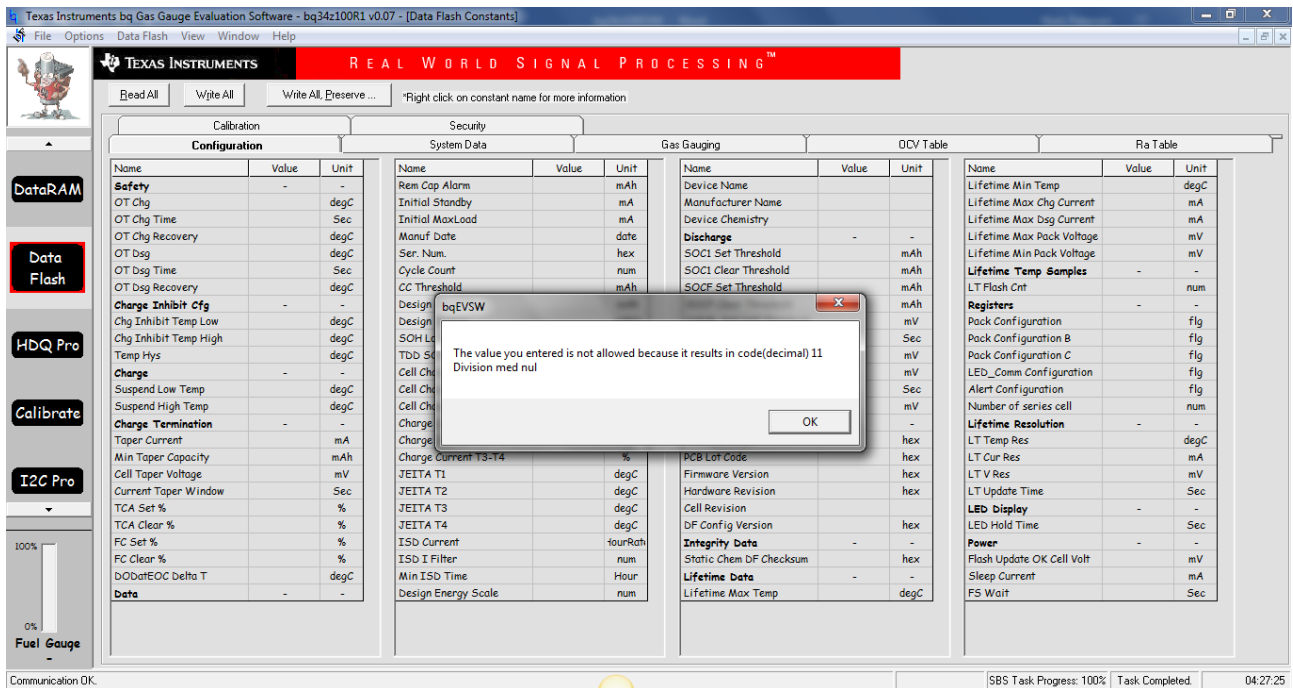 Texas Instruments bq Gas Gauge Evaluation Software - bq34z100R1 v0.07 - [Data Flash Constants]
File Options Data Flash View Window Help
TEXAS INSTRUMENTS REAL WORLD SIGNAL PROCESSING™
Read All Write All Write All, Preserve ... *Right click on constant name for more information
Calibration Security
Configuration System Data Gas Gauging OCV Table Ra Table
DataRAM
Data
Flash
HDQ Pro
Calibrate
I2C Pro
100%
0%
Fuel Gauge
-
Name Value Unit
Safety - -
OT Chg degC
OT Chg Time Sec
OT Chg Recovery degC
OT Dsg degC
OT Dsg Time Sec
OT Dsg Recovery degC
Charge Inhibit Cfg - -
Chg Inhibit Temp Low degC
Chg Inhibit Temp High degC
Temp Hys degC
Charge - -
Suspend Low Temp degC
Suspend High Temp degC
Charge Termination - -
Taper Current mA
Min Taper Capacity mAh
Cell Taper Voltage mV
Current Taper Window Sec
TCA Set % %
TCA Clear % %
FC Set % %
FC Clear % %
DODatEOC Delta T degC
Data - -
Name Value Unit
Rem Cap Alarm mAh
Initial Standby mA
Initial MaxLoad mA
Manuf Date date
Ser. Num. hex
Cycle Count num
CC Threshold mAh
Design
Design
SOH
TDD
Cell
Cell
Cell
Charge
Charge
Charge Current T3-T4 %
JEITA T1 degC
JEITA T2 degC
JEITA T3 degC
JEITA T4 degC
ISD Current
ISD I Filter num
Min ISD Time Hour
Design Energy Scale num
Name Value Unit
Device Name
Manufacturer Name
Device Chemistry
Discharge - -
SOC1 Set Threshold mAh
SOC1 Clear Threshold mAh
SOCF Set Threshold mAh
mAh
mV
Sec
mV
mV
Sec
mV
-
hex
PCB Lot Code hex
Firmware Version hex
Hardware Revision hex
Cell Revision
DF Config Version hex
Integrity Data - -
Static Chem DF Checksum hex
Lifetime Data - -
Lifetime Max Temp degC
Name Value Unit
Lifetime Min Temp degC
Lifetime Max Chg Current mA
Lifetime Max Dsg Current mA
Lifetime Max Pack Voltage mV
Lifetime Min Pack Voltage mV
Lifetime Temp Samples - -
LT Flash Cnt num
Registers - -
Pack Configuration flg
Pack Configuration B flg
Pack Configuration C flg
LED_Comm Configuration flg
Alert Configuration flg
Number of series cell num
Lifetime Resolution - -
LT Temp Res degC
LT Cur Res mA
LT V Res mV
LT Update Time Sec
LED Display - -
LED Hold Time Sec
Power - -
Flash Update OK Cell Volt mV
Sleep Current mA
FS Wait Sec
bqEVSW
The value you entered is not allowed because it results in code(decimal) 11
Division med nul
OK
Communication OK. SBS Task Progress: 100% Task Completed. 04:27:25